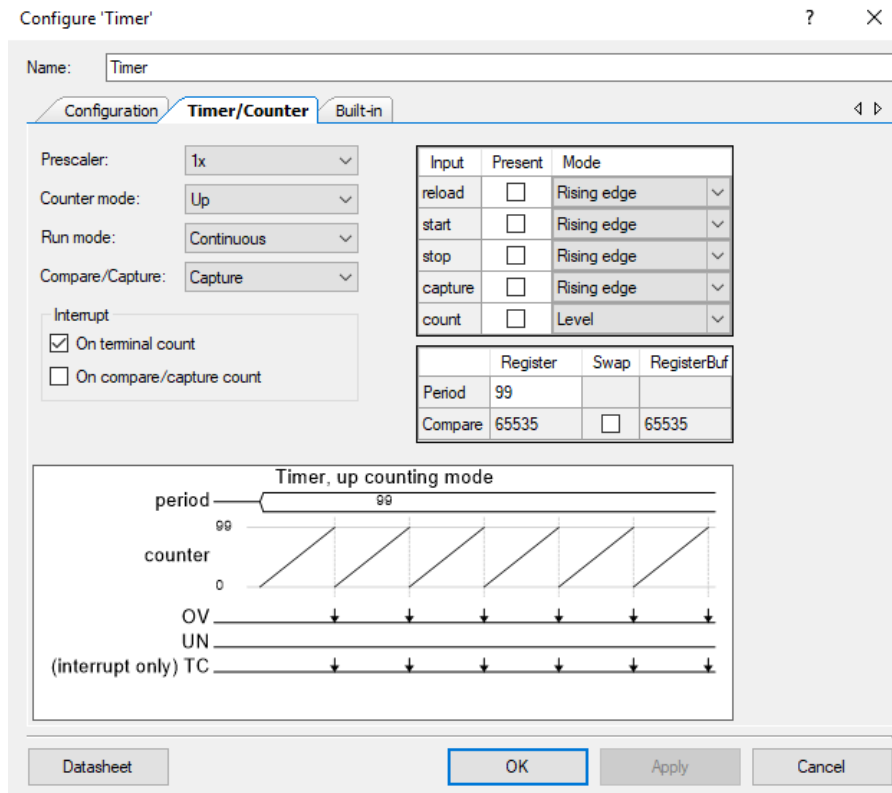 Configure 'Timer' ? ✕
Name: Timer
Configuration Timer/Counter Built-in
Prescaler: 1x
Counter mode: Up
Run mode: Continuous
Compare/Capture: Capture
Interrupt
On terminal count
On compare/capture count
Input Present Mode
reload Rising edge
start Rising edge
stop Rising edge
capture Rising edge
count Level
Register Swap RegisterBuf
Period 99
Compare 65535 65535
Timer, up counting mode
period 99
99
counter
0
OV
UN
(interrupt only) TC
Datasheet OK Apply Cancel